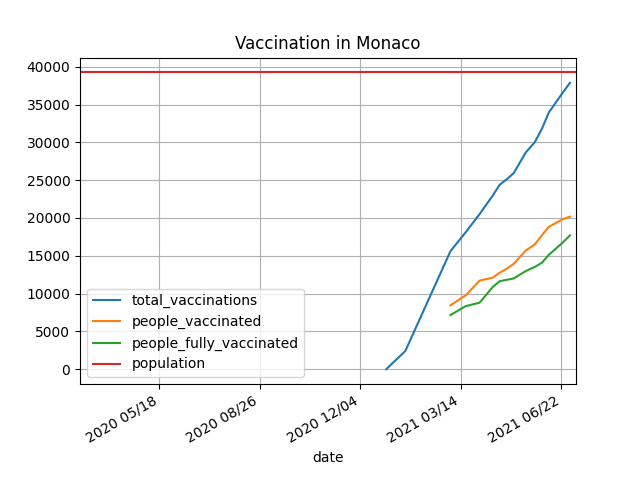 Vaccination in Monaco
40000
35000
30000
25000
20000
15000
10000
5000
0
total_vaccinations
people_vaccinated
people_fully_vaccinated
population
2020 05/18
2020 08/26
2020 12/04
2021 03/14
2021 06/22
date